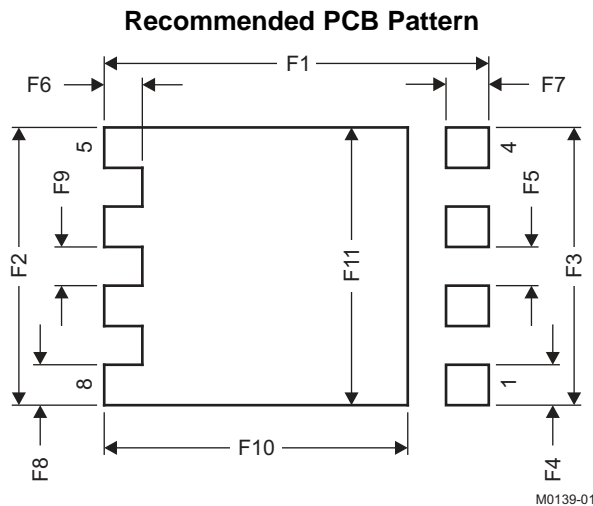 Recommended PCB Pattern
F1
F6
F7
5
4
F9
F5
F2
F11
F3
8
1
F10
F8
F4
M0139-01